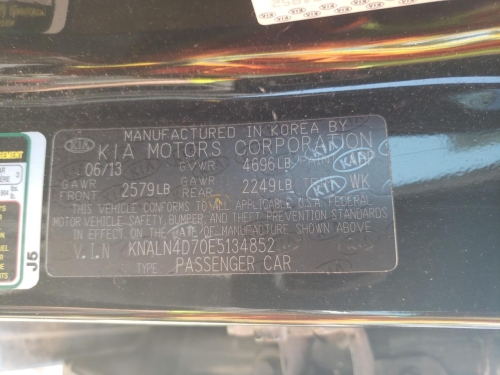 MANUFACTURED IN KOREA BY
KIA MOTORS CORPORATION
06/13 GVWR 4696LB
GAWR FRONT 2579LB GAWR REAR 2249LB WK
THIS VEHICLE CONFORMS TO ALL APPLICABLE U.S.A. FEDERAL
MOTOR VEHICLE SAFETY, BUMPER AND THEFT PREVENTION STANDARDS
IN EFFECT ON THE DATE OF MANUFACTURE SHOWN ABOVE.
V.I.N KNALN4D70E5134852
TYPE PASSENGER CAR
J5